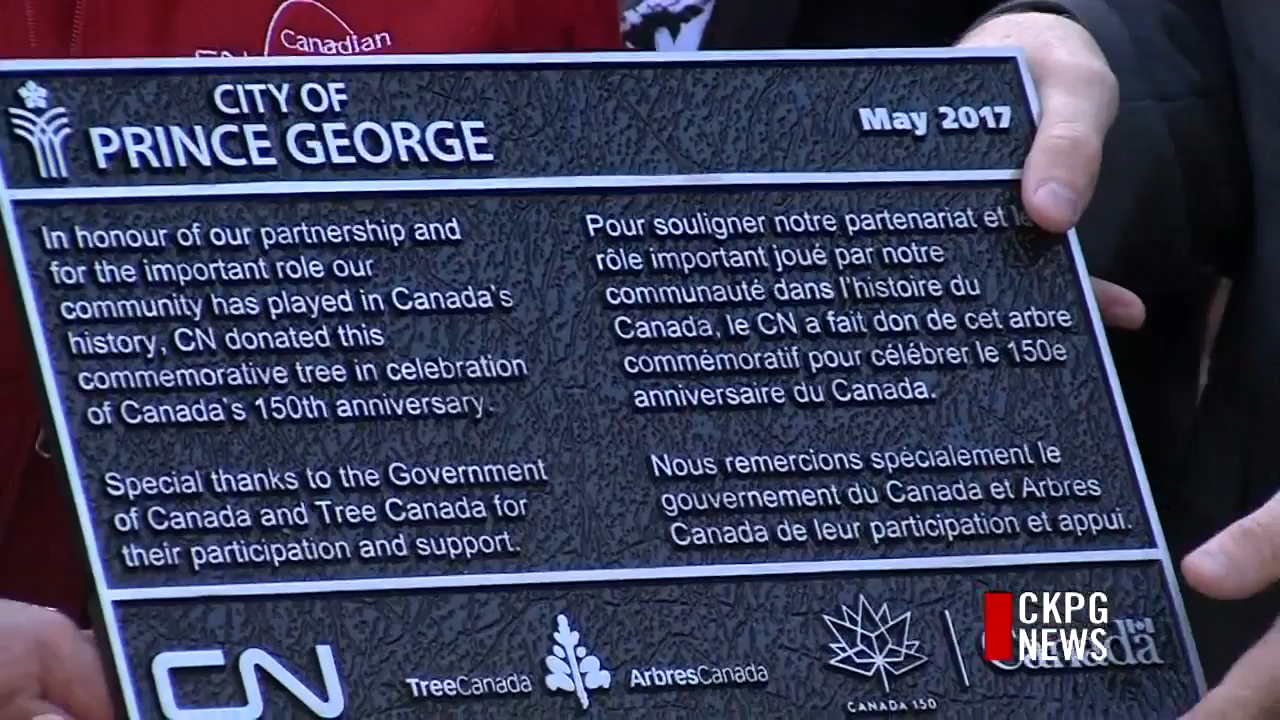 Canadian
CITY OF
PRINCE GEORGE
May 2017
In honour of our partnership and
for the important role our
community has played in Canada's
history, CN donated this
commemorative tree in celebration
of Canada's 150th anniversary.
Special thanks to the Government
of Canada and Tree Canada for
their participation and support.
Pour souligner notre partenariat et
rôle important joué par notre
communauté dans l'histoire du
Canada, le CN a fait don de cet arbre
commémoratif pour célébrer le 150e
anniversaire du Canada.
Nous remercions spécialement le
gouvernement du Canada et Arbres
Canada de leur participation et appui.
CN
TreeCanada
ArbresCanada
CANADA 150
Canada
CKPG
NEWS